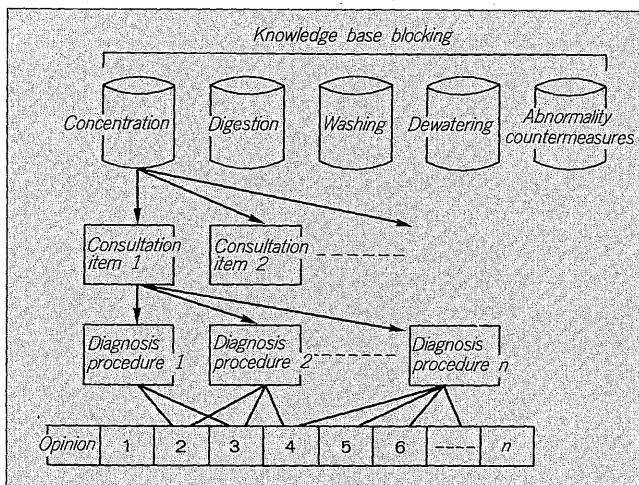 Knowledge base blocking
Concentration
Digestion
Washing
Dewatering
Abnormality
countermeasures
Consultation
item 1
Consultation
item 2
Diagnosis
procedure 1
Diagnosis
procedure 2
Diagnosis
procedure n
Opinion 1 2 3 4 5 6 n